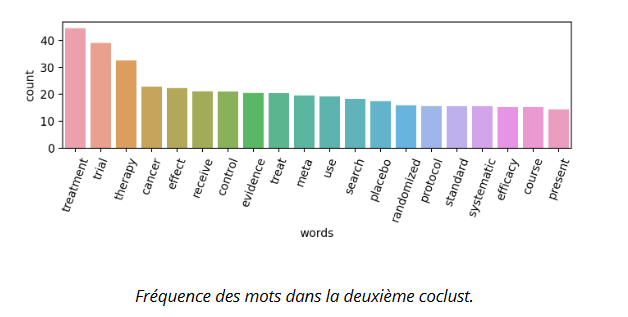 40
30
20
10
0
count
treatment
trial
therapy
cancer
effect
receive
control
evidence
treat
meta
use
search
placebo
randomized
protocol
standard
systematic
efficacy
course
present
words
Fréquence des mots dans la deuxième coclust.